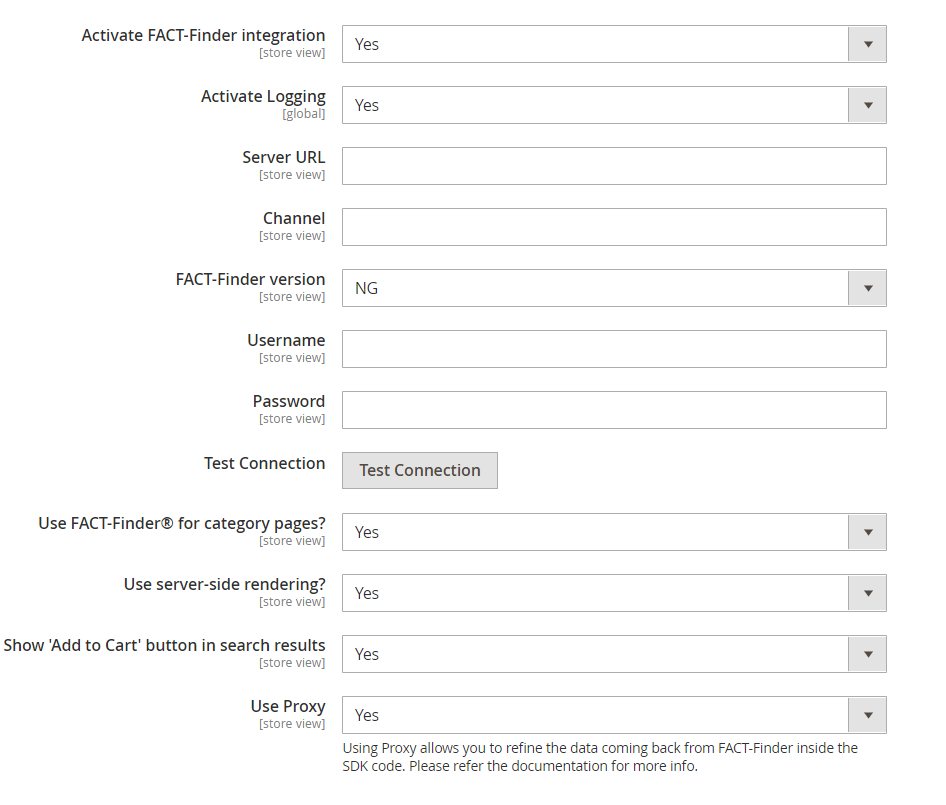 Activate FACT-Finder integration
Yes
[store view]
Activate Logging
Yes
[global]
Server URL
[store view]
Channel
[store view]
FACT-Finder version
NG
[store view]
Username
[store view]
Password
[store view]
Test Connection
Test Connection
Use FACT-Finder® for category pages?
Yes
[store view]
Use server-side rendering?
Yes
[store view]
Show 'Add to Cart' button in search results
Yes
[store view]
Use Proxy
Yes
[store view]
Using Proxy allows you to refine the data coming back from FACT-Finder inside the
SDK code. Please refer the documentation for more info.